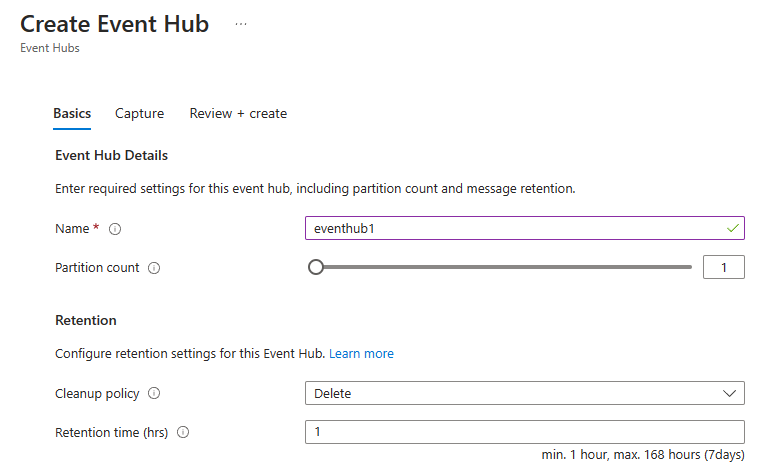 Create Event Hub ...
Event Hubs
Basics Capture Review + create
Event Hub Details
Enter required settings for this event hub, including partition count and message retention.
Name * eventhub1
Partition count 1
Retention
Configure retention settings for this Event Hub. Learn more
Cleanup policy Delete
Retention time (hrs) 1
min. 1 hour, max. 168 hours (7days)